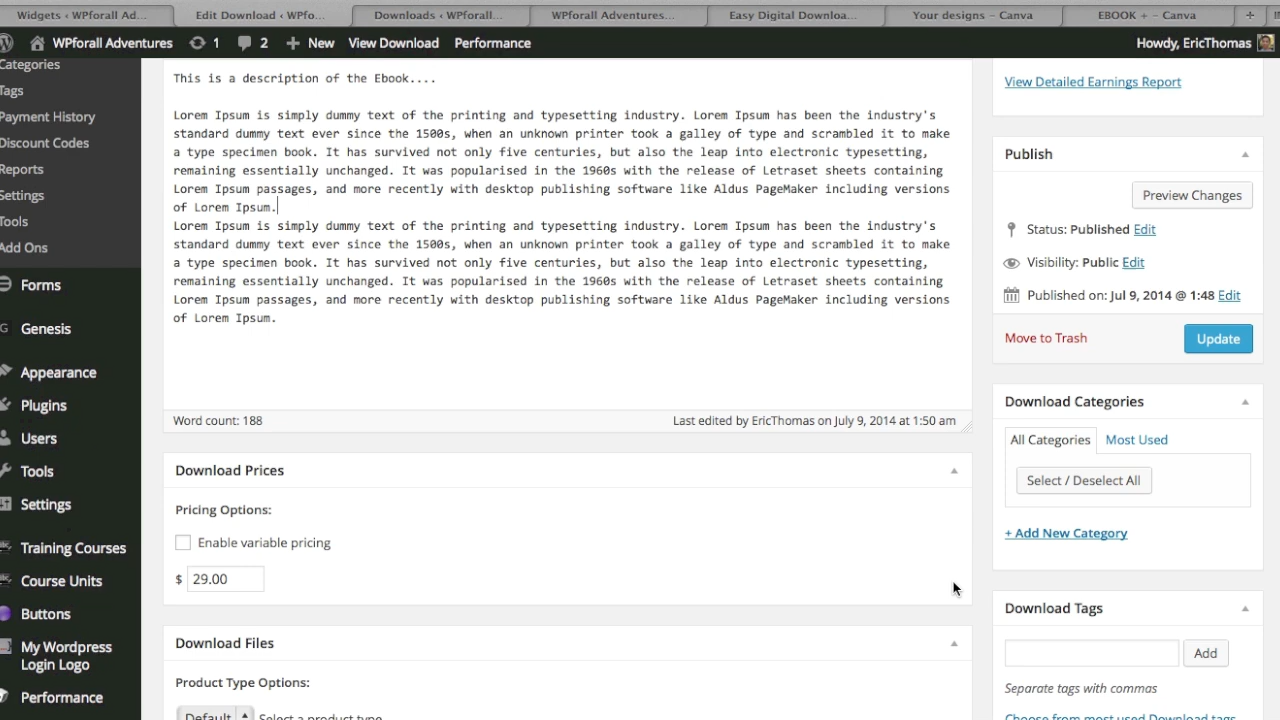 Widgets ‹ WPforall Ad...
Edit Download ‹ WPfo...
Downloads ‹ WPforall...
WPforall Adventures...
Easy Digital Downloa...
Your designs - Canva
EBOOK + - Canva
WPforall Adventures
1
2
New
View Download
Performance
Howdy, EricThomas
Categories
Tags
Payment History
Discount Codes
Reports
Settings
Tools
Add Ons
Forms
Genesis
Appearance
Plugins
Users
Tools
Settings
Training Courses
Course Units
Buttons
My Wordpress
Login Logo
Performance
This is a description of the Ebook....
Lorem Ipsum is simply dummy text of the printing and typesetting industry. Lorem Ipsum has been the industry's
standard dummy text ever since the 1500s, when an unknown printer took a galley of type and scrambled it to make
a type specimen book. It has survived not only five centuries, but also the leap into electronic typesetting,
remaining essentially unchanged. It was popularised in the 1960s with the release of Letraset sheets containing
Lorem Ipsum passages, and more recently with desktop publishing software like Aldus PageMaker including versions
of Lorem Ipsum.
Lorem Ipsum is simply dummy text of the printing and typesetting industry. Lorem Ipsum has been the industry's
standard dummy text ever since the 1500s, when an unknown printer took a galley of type and scrambled it to make
a type specimen book. It has survived not only five centuries, but also the leap into electronic typesetting,
remaining essentially unchanged. It was popularised in the 1960s with the release of Letraset sheets containing
Lorem Ipsum passages, and more recently with desktop publishing software like Aldus PageMaker including versions
of Lorem Ipsum.
Word count: 188
Last edited by EricThomas on July 9, 2014 at 1:50 am
Download Prices
Pricing Options:
Enable variable pricing
$ 29.00
Download Files
Product Type Options:
Default Select a product type
View Detailed Earnings Report
Publish
Preview Changes
Status: Published Edit
Visibility: Public Edit
Published on: Jul 9, 2014 @ 1:48 Edit
Move to Trash
Update
Download Categories
All Categories
Most Used
Select / Deselect All
+ Add New Category
Download Tags
Add
Separate tags with commas
Choose from most used Download tags